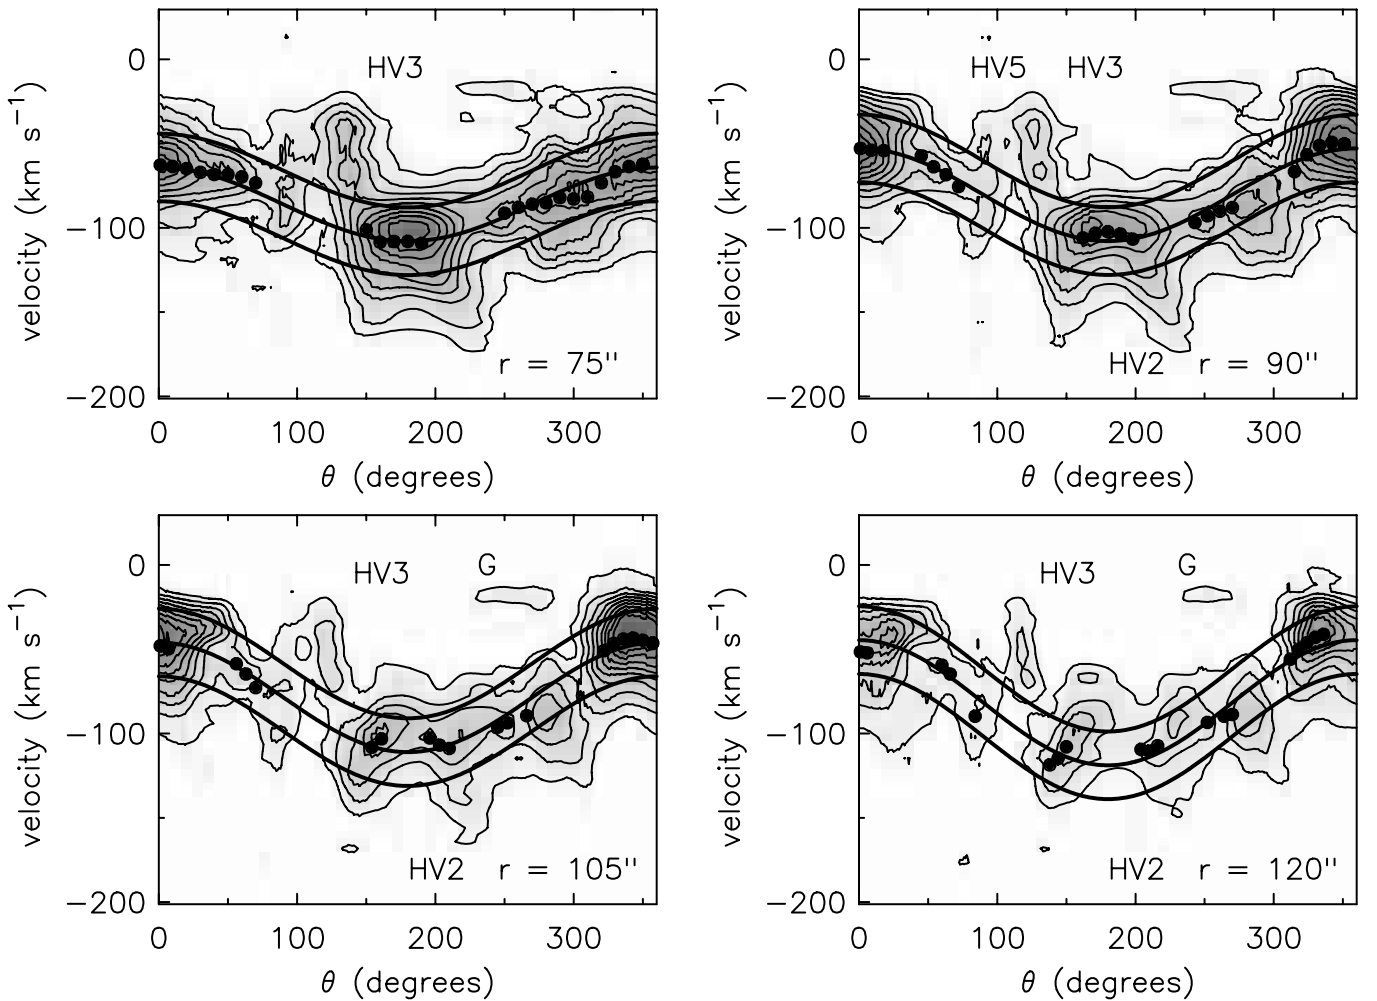 HV3
0
−100
−200
velocity (km s⁻¹)
r = 75"
0 100 200 300
θ (degrees)
HV5 HV3
0
−100
−200
velocity (km s⁻¹)
HV2 r = 90"
0 100 200 300
θ (degrees)
HV3 G
0
−100
−200
velocity (km s⁻¹)
HV2 r = 105"
0 100 200 300
θ (degrees)
HV3 G
0
−100
−200
velocity (km s⁻¹)
HV2 r = 120"
0 100 200 300
θ (degrees)